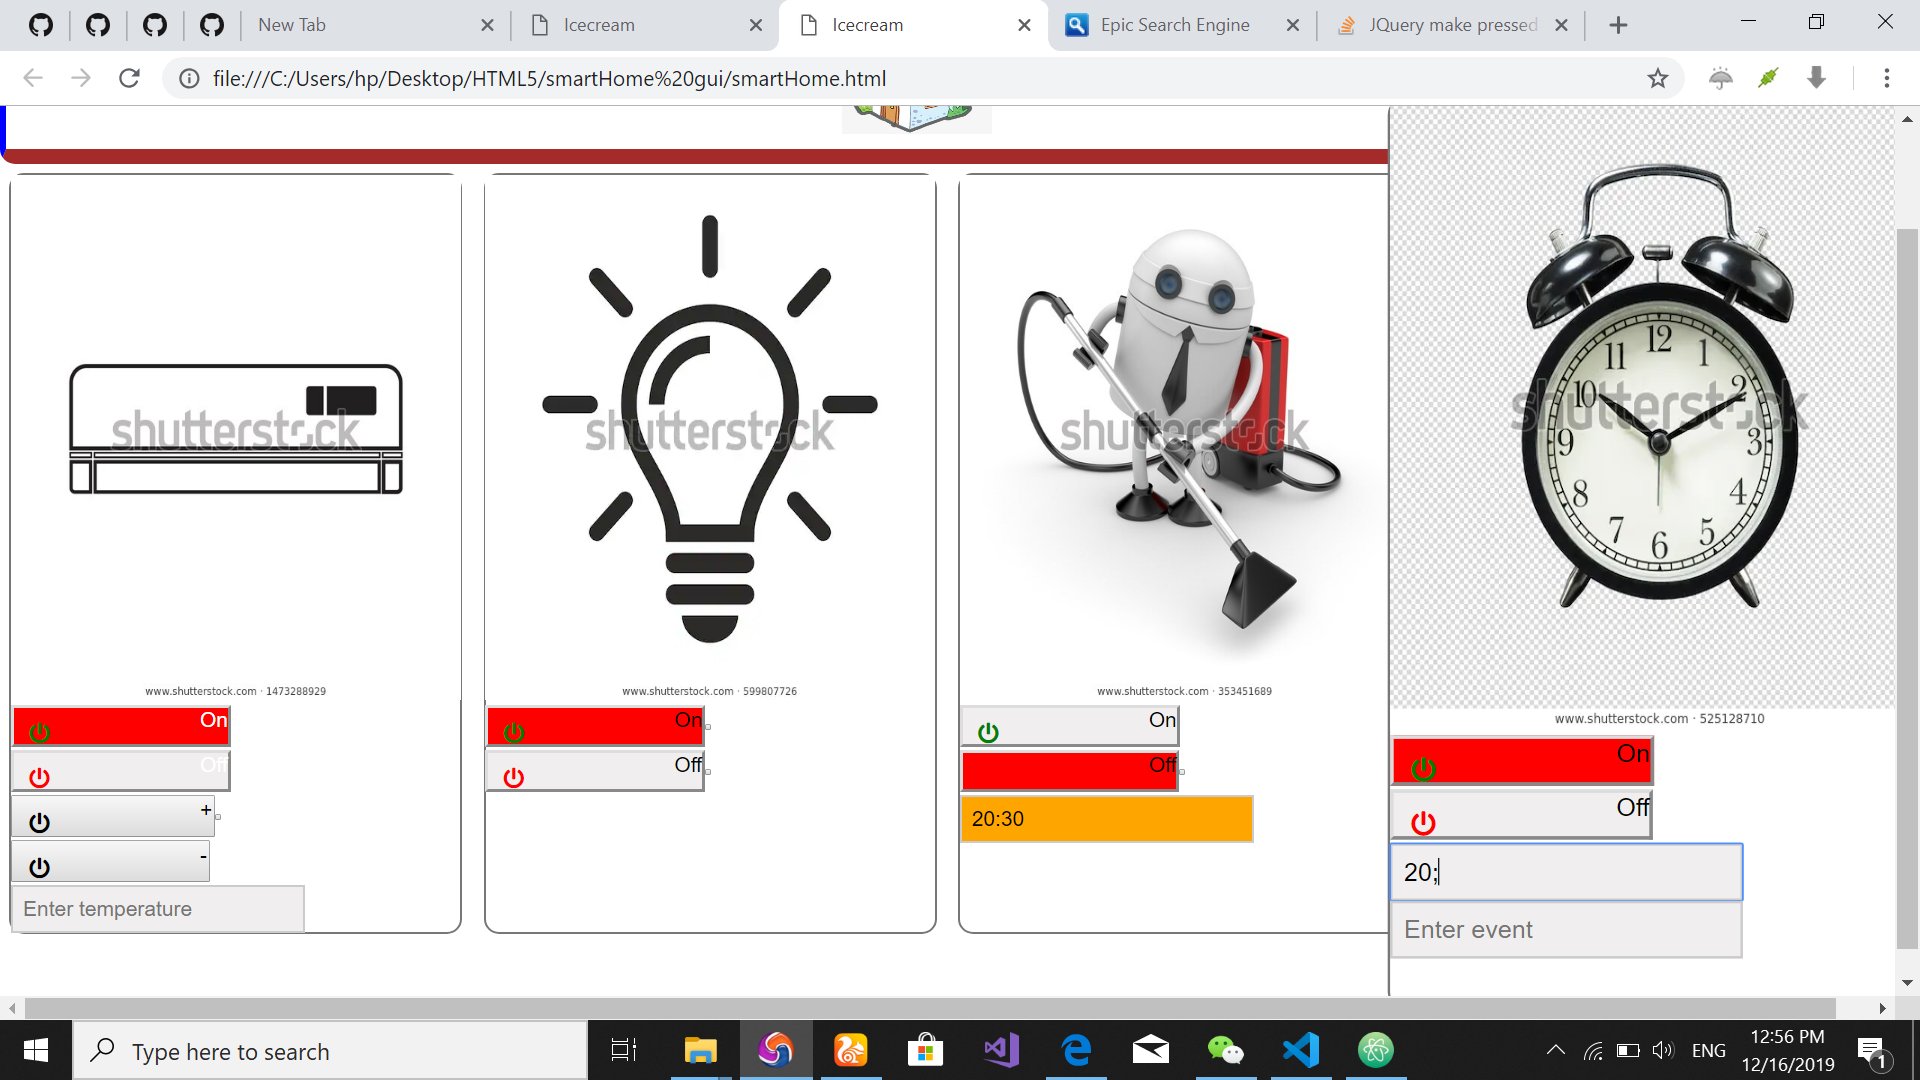 New Tab
Icecream
Icecream
Epic Search Engine
JQuery make pressed
file:///C:/Users/hp/Desktop/HTML5/smartHome%20gui/smartHome.html
shutterstock
shutterstock
shutterstock
shutterstock
12
1
2
3
4
5
6
7
8
9
10
11
www.shutterstock.com · 1473288929
www.shutterstock.com · 599807726
www.shutterstock.com · 353451689
www.shutterstock.com · 525128710
On
Off
+
-
Enter temperature
On
Off
On
Off
20:30
On
Off
20;
Enter event
Type here to search
ENG
12:56 PM
12/16/2019
1